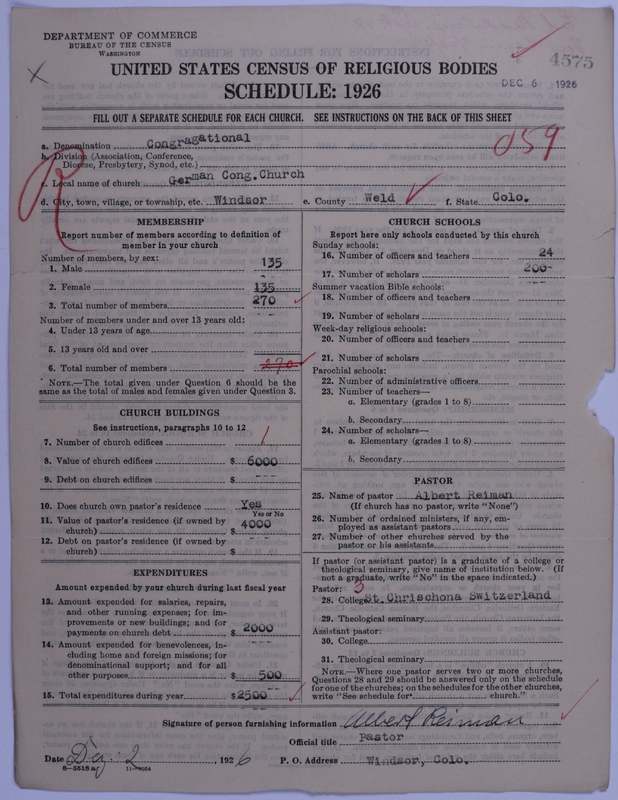 DEPARTMENT OF COMMERCE
BUREAU OF THE CENSUS
WASHINGTON
4575
UNITED STATES CENSUS OF RELIGIOUS BODIES
DEC 6 1926
SCHEDULE: 1926
FILL OUT A SEPARATE SCHEDULE FOR EACH CHURCH. SEE INSTRUCTIONS ON THE BACK OF THIS SHEET
a. Denomination Congragational
059
b. Division (Association, Conference, Diocese, Presbytery, Synod, etc.)
c. Local name of church German Cong. Church
d. City, town, village, or township, etc. Windsor e. County Weld f. State Colo.
R
MEMBERSHIP
Report number of members according to definition of
member in your church
Number of members, by sex:
1. Male 135
2. Female 135
3. Total number of members 270
Number of members under and over 13 years old:
4. Under 13 years of age
5. 13 years old and over
6. Total number of members 270
NOTE.—The total given under Question 6 should be the
same as the total of males and females given under Question 3.
CHURCH BUILDINGS
See instructions, paragraphs 10 to 12
7. Number of church edifices 1
8. Value of church edifices $ 6000
9. Debt on church edifices $ ---
10. Does church own pastor's residence Yes
Yes or No
11. Value of pastor's residence (if owned by
church) $ 4000
12. Debt on pastor's residence (if owned by
church) $ ---
EXPENDITURES
Amount expended by your church during last fiscal year
13. Amount expended for salaries, repairs,
and other running expenses; for im-
provements or new buildings; and for
payments on church debt $ 2000
14. Amount expended for benevolences, in-
cluding home and foreign missions; for
denominational support; and for all
other purposes $ 500
15. Total expenditures during year $ 2500
CHURCH SCHOOLS
Report here only schools conducted by this church
Sunday schools:
16. Number of officers and teachers 24
17. Number of scholars 200-
Summer vacation Bible schools:
18. Number of officers and teachers ---
19. Number of scholars
Week-day religious schools:
20. Number of officers and teachers
21. Number of scholars
Parochial schools:
22. Number of administrative officers
23. Number of teachers—
a. Elementary (grades 1 to 8)
b. Secondary
24. Number of scholars—
a. Elementary (grades 1 to 8)
b. Secondary
PASTOR
25. Name of pastor Albert Reiman
(If church has no pastor, write "None")
26. Number of ordained ministers, if any, em-
ployed as assistant pastors
27. Number of other churches served by the
pastor or his assistants
If pastor (or assistant pastor) is a graduate of a college or
theological seminary, give name of institution below. (If
not a graduate, write "No" in the space indicated.)
Pastor: 3
28. College St. Chrischona Switzerland
29. Theological seminary
Assistant pastor:
30. College
31. Theological seminary
NOTE.—Where one pastor serves two or more churches,
Questions 28 and 29 should be answered only on the schedule
for one of the churches; on the schedules for the other churches,
write "See schedule for church."
Signature of person furnishing information Albert Reiman
Official title Pastor
Date 2, 1926 P. O. Address Windsor, Colo.
8—5518 a